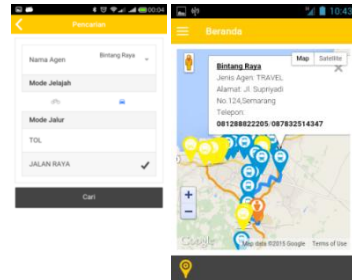 00:04
Pencarian
Nama Agen
Bintang Raya
Mode Jelajah
Mode Jalur
TOL
JALAN RAYA
Cari
10:43
Beranda
Map
Satellite
Bintang Raya
Jenis Agen: TRAVEL
Alamat: Jl. Supriyadi
No.124,Semarang
Telepon:
081288822205/087832514347
+
−
Google
Map data ©2015 Google
Terms of Use